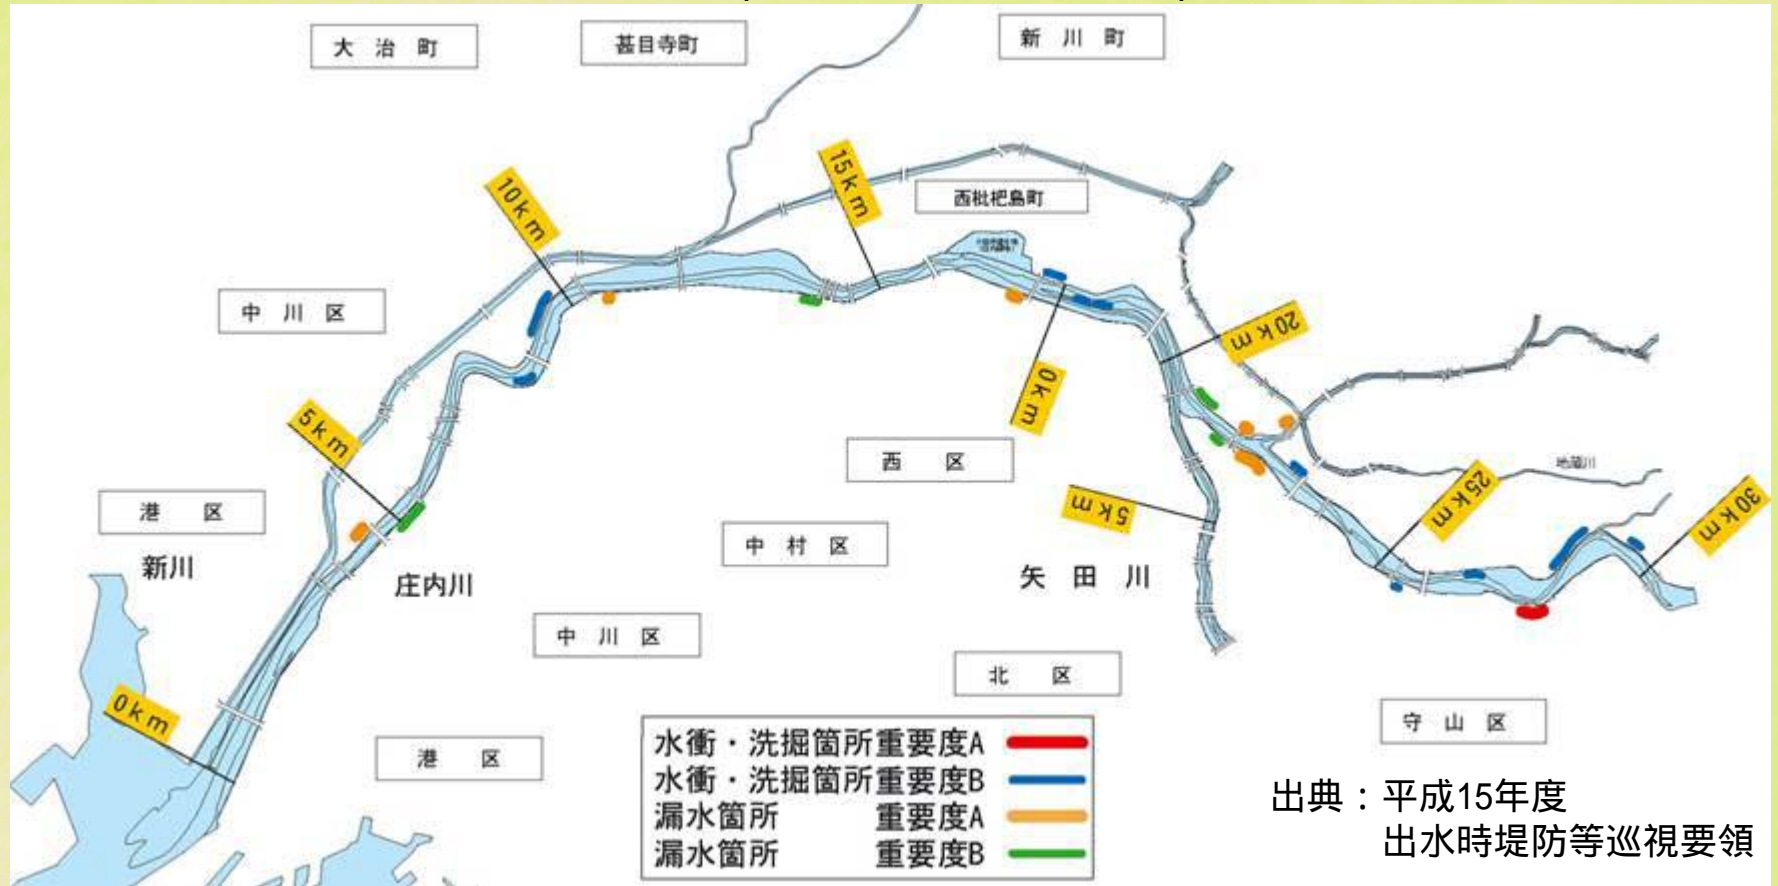 大治町
甚目寺町
新川町
15km
10km
西枇杷島町
中川区
20km
0km
5km
西区
地蔵川
25km
30km
港区
5km
中村区
新川
庄内川
矢田川
中川区
北区
0km
守山区
港区
水衝・洗掘箇所重要度A
水衝・洗掘箇所重要度B
漏水箇所 重要度A
漏水箇所 重要度B
出典：平成15年度
出水時堤防等巡視要領